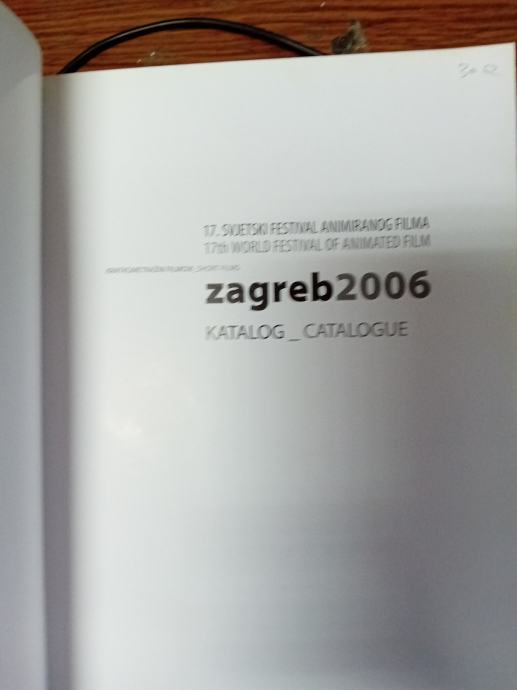 17. SVJETSKI FESTIVAL ANIMIRANOG FILMA
17th WORLD FESTIVAL OF ANIMATED FILM
zagreb2006
KATALOG _ CATALOGUE